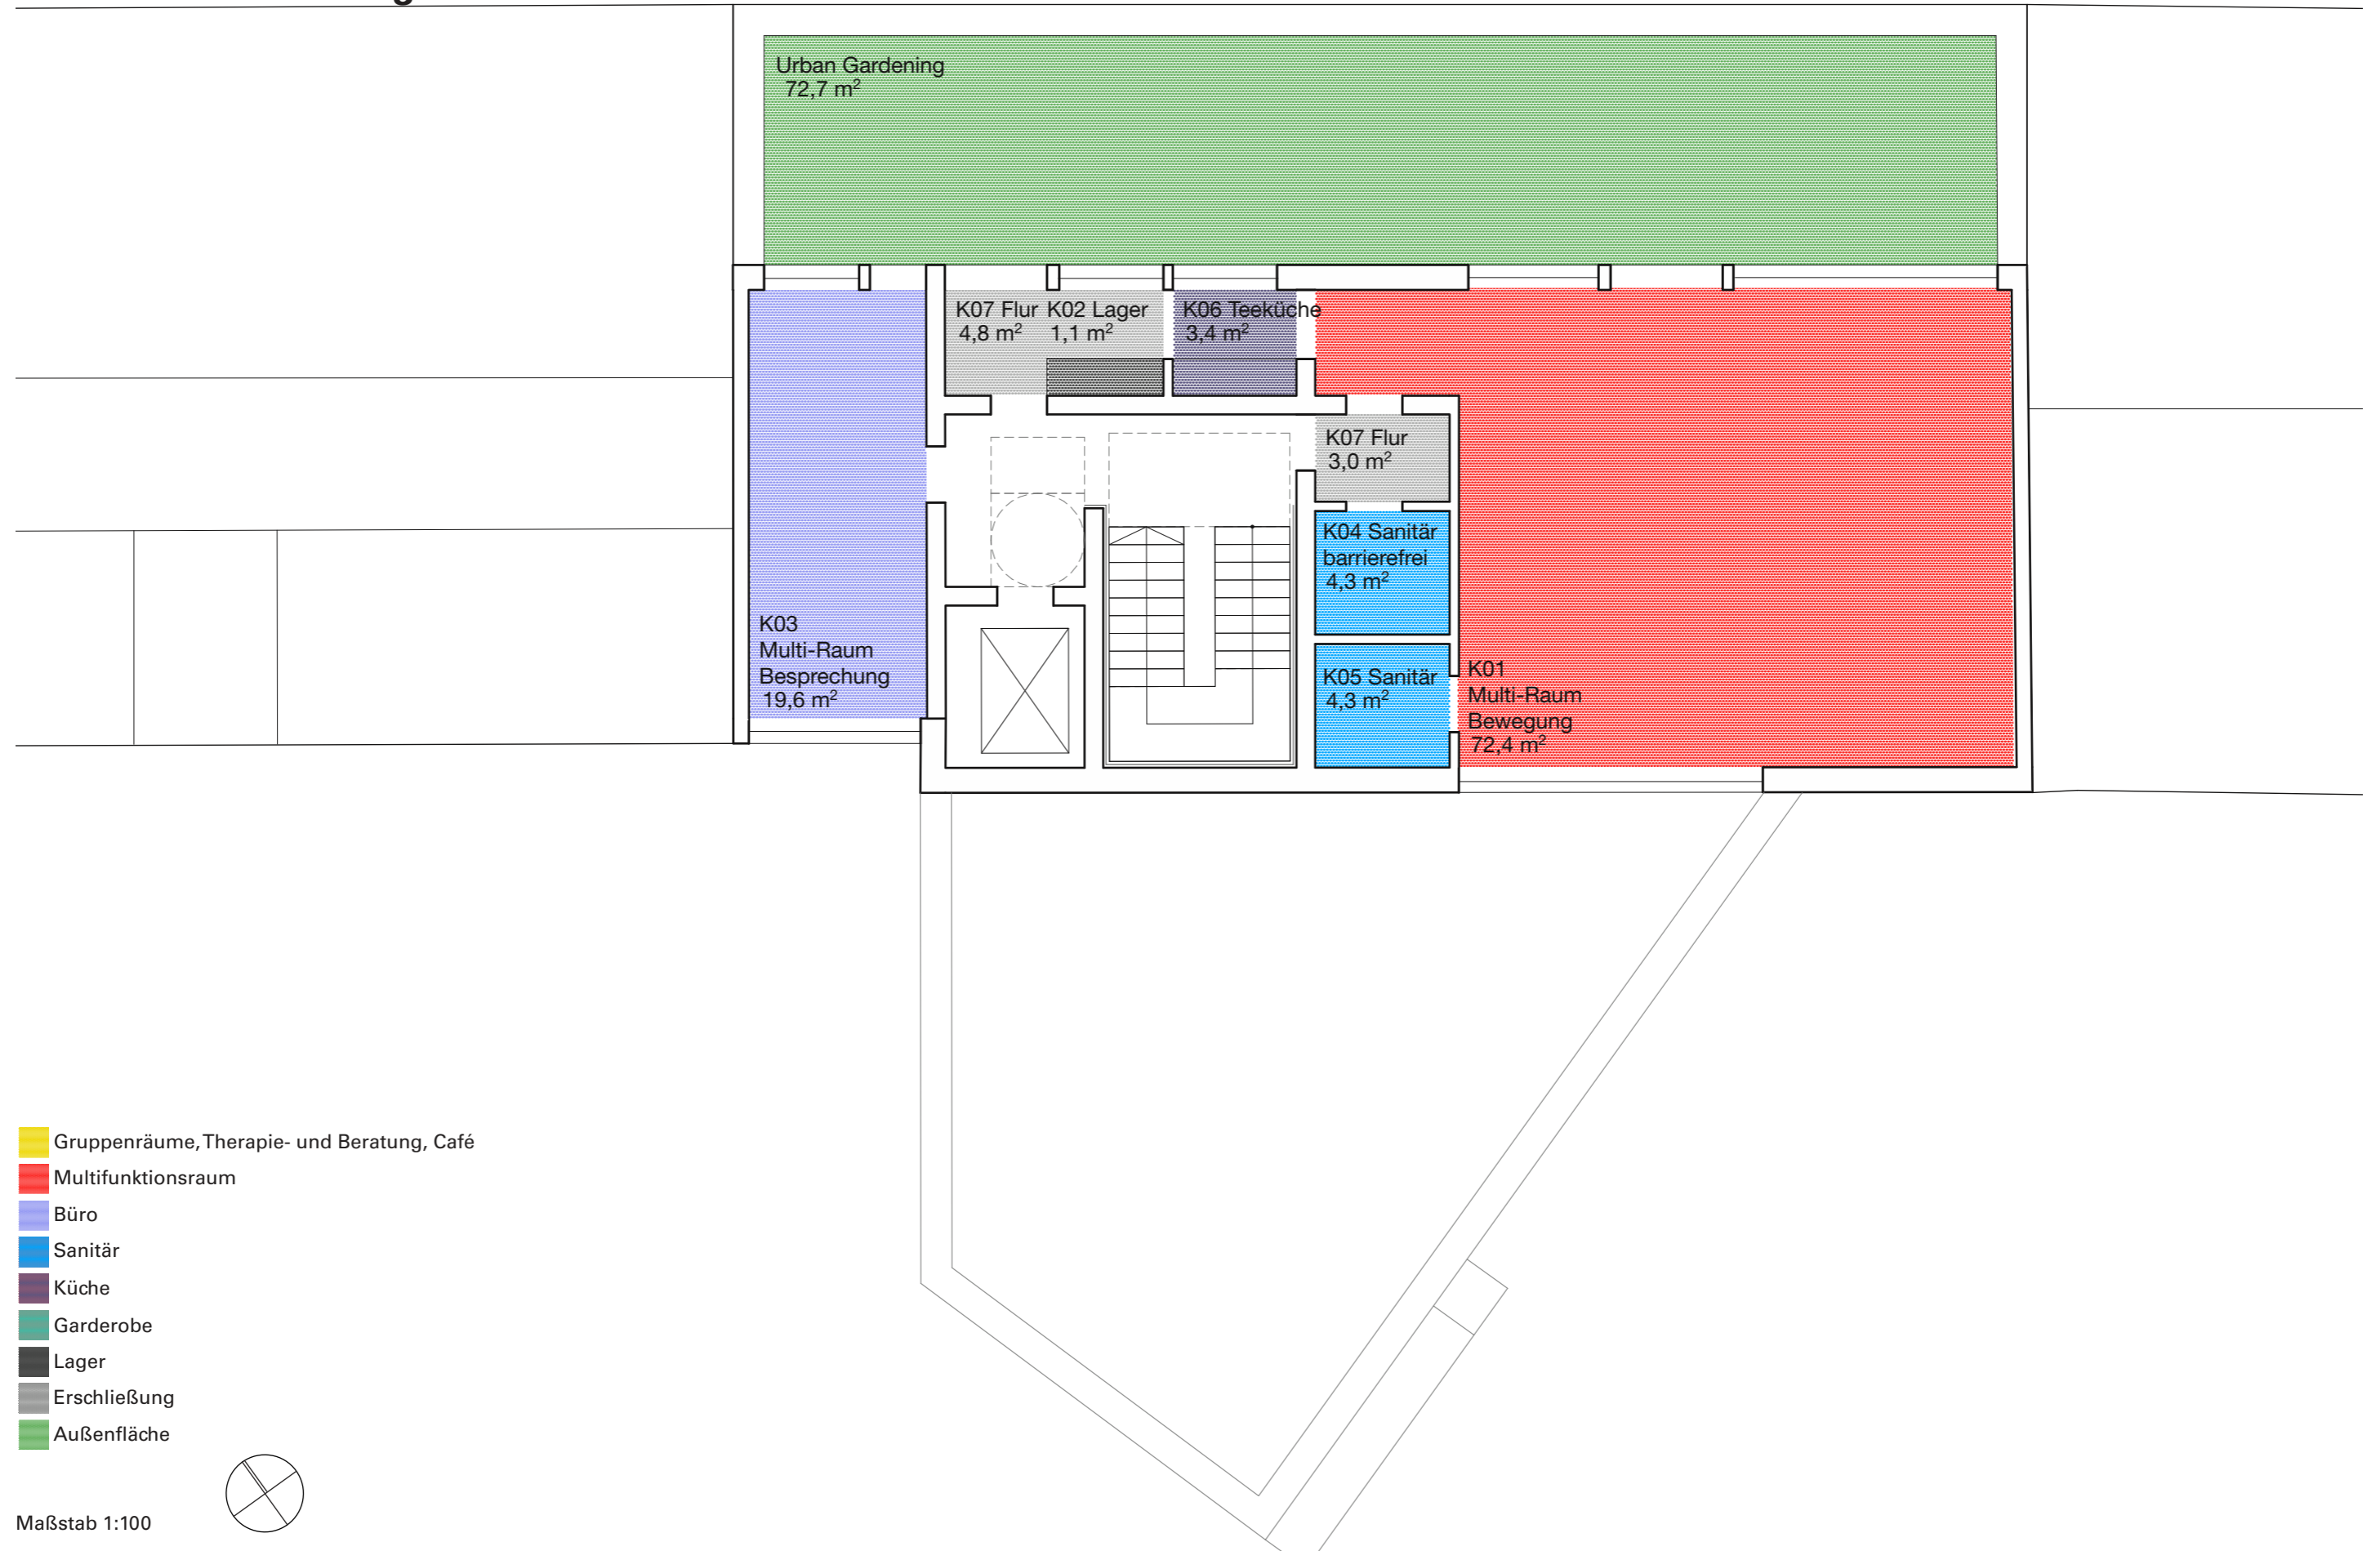 Urban Gardening
72,7 m²
K07 Flur
4,8 m²
K02 Lager
1,1 m²
K06 Teeküche
3,4 m²
K07 Flur
3,0 m²
K04 Sanitär
barrierefrei
4,3 m²
K03
Multi-Raum
Besprechung
19,6 m²
K05 Sanitär
4,3 m²
K01
Multi-Raum
Bewegung
72,4 m²
Gruppenräume, Therapie- und Beratung, Café
Multifunktionsraum
Büro
Sanitär
Küche
Garderobe
Lager
Erschließung
Außenfläche
Maßstab 1:100